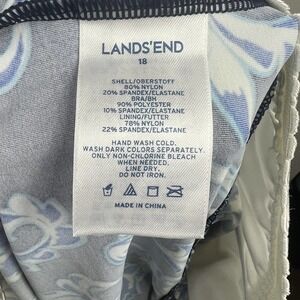 LANDS'END
18
SHELL/OBERSTOFF
80% NYLON
20% SPANDEX/ELASTANE
BRA/BH
90% POLYESTER
10% SPANDEX/ELASTANE
LINING/FUTTER
78% NYLON
22% SPANDEX/ELASTANE
HAND WASH COLD.
WASH DARK COLORS SEPARATELY.
ONLY NON-CHLORINE BLEACH
WHEN NEEDED.
LINE DRY.
DO NOT IRON.
MADE IN CHINA